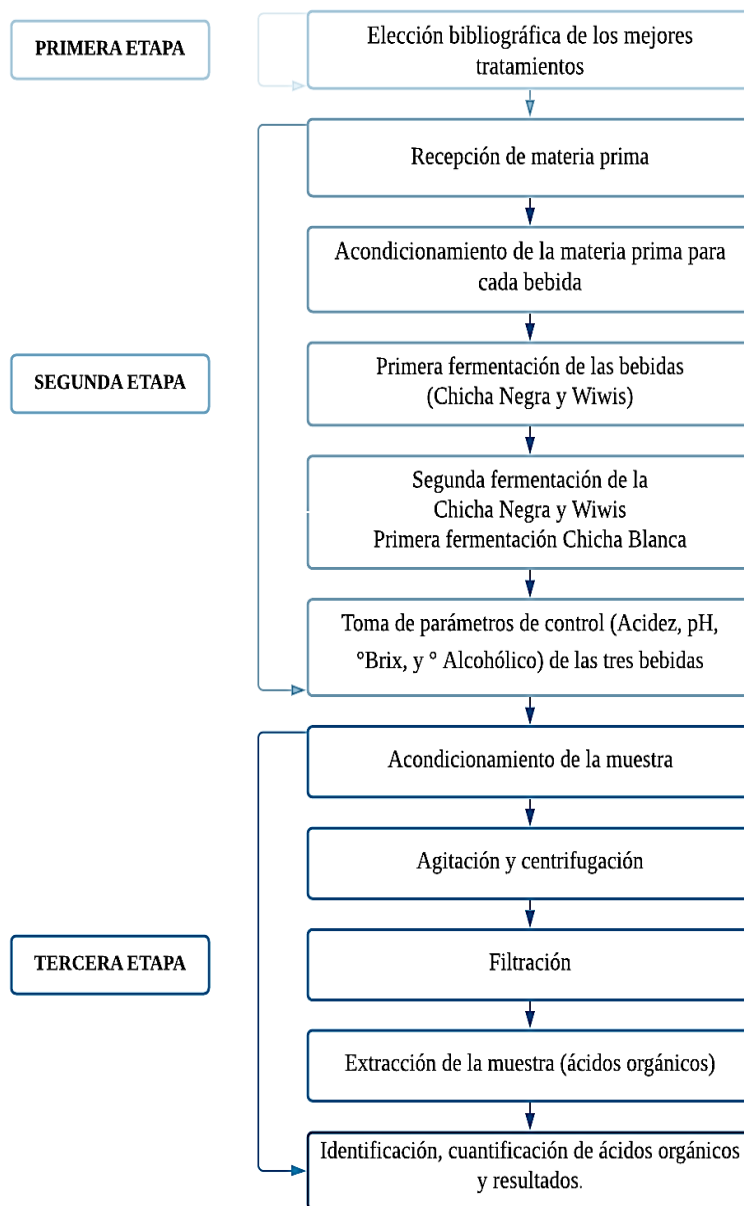 PRIMERA ETAPA
Elección bibliográfica de los mejores
tratamientos
Recepción de materia prima
Acondicionamiento de la materia prima para
cada bebida
SEGUNDA ETAPA
Primera fermentación de las bebidas
(Chicha Negra y Wiwis)
Segunda fermentación de la
Chicha Negra y Wiwis
Primera fermentación Chicha Blanca
Toma de parámetros de control (Acidez, pH,
°Brix, y ° Alcohólico) de las tres bebidas
Acondicionamiento de la muestra
Agitación y centrifugación
TERCERA ETAPA
Filtración
Extracción de la muestra (ácidos orgánicos)
Identificación, cuantificación de ácidos orgánicos
y resultados.